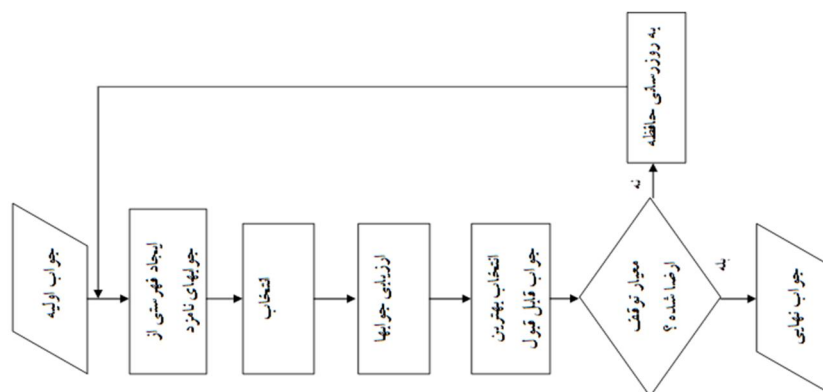 جواب اولیه
ایجاد فهرستی از
جوابهای نامزد
انتخاب
ارزیابی جوابها
انتخاب بهترین
جواب قابل قبول
معیار توقف
ارضا شده ؟
نه
به روزرسانی حافظه
بله
جواب نهایی